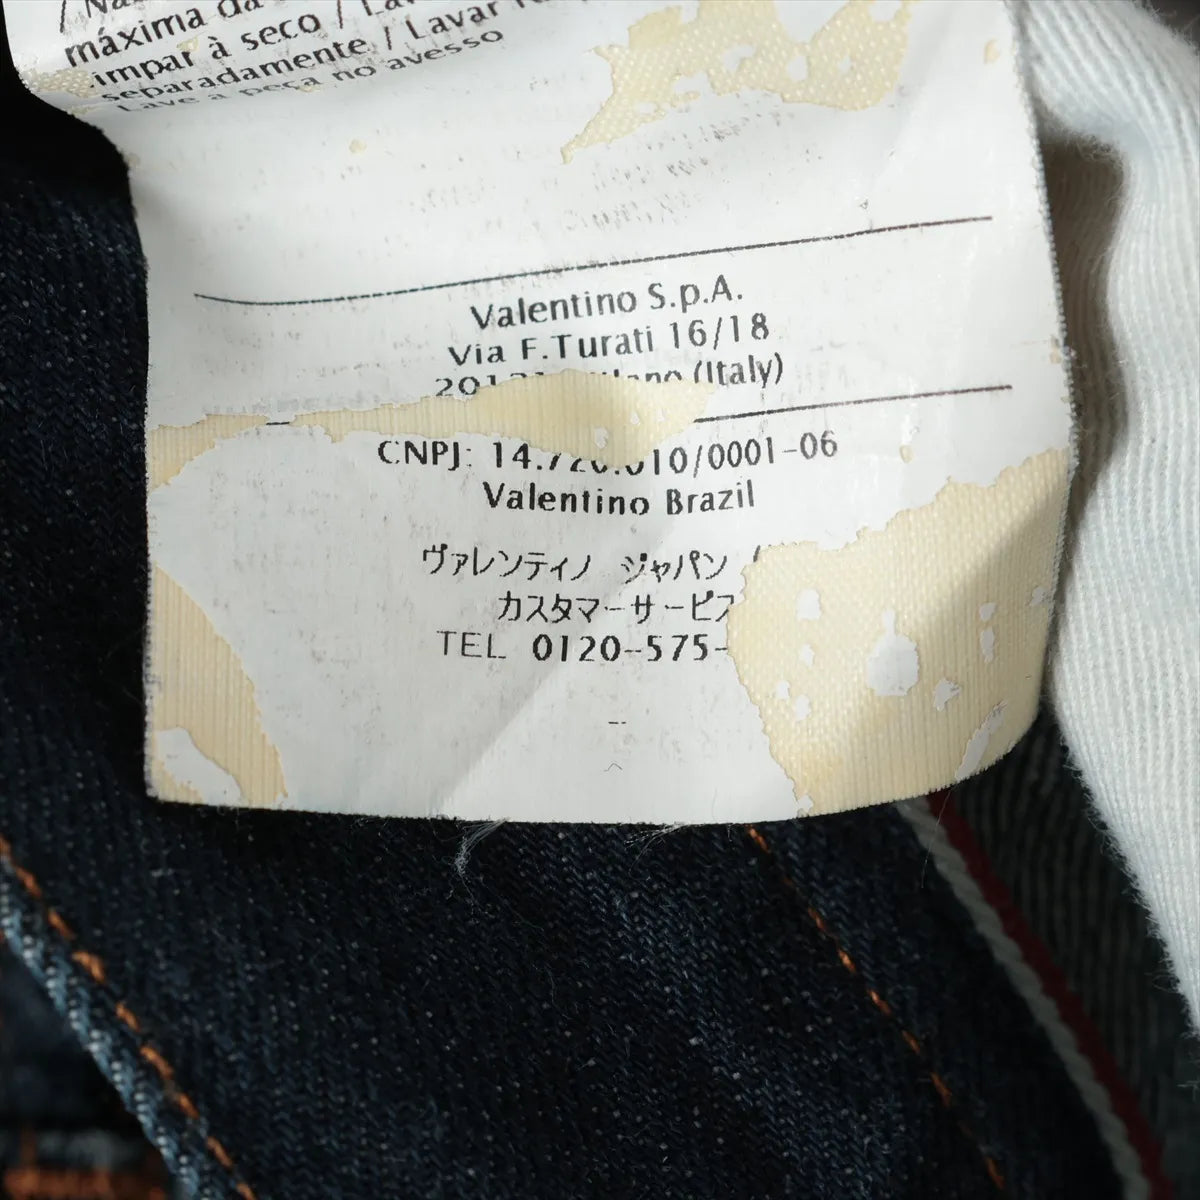 máxima da
impar à seco /
separadamente / Lavar
Lave a peça no avesso
Valentino S.p.A.
Via F.Turati 16/18
(Italy)
CNPJ: /0001-06
Valentino Brazil
ヴァレンティノ ジャパン
カスタマーサービス
TEL 0120-575-